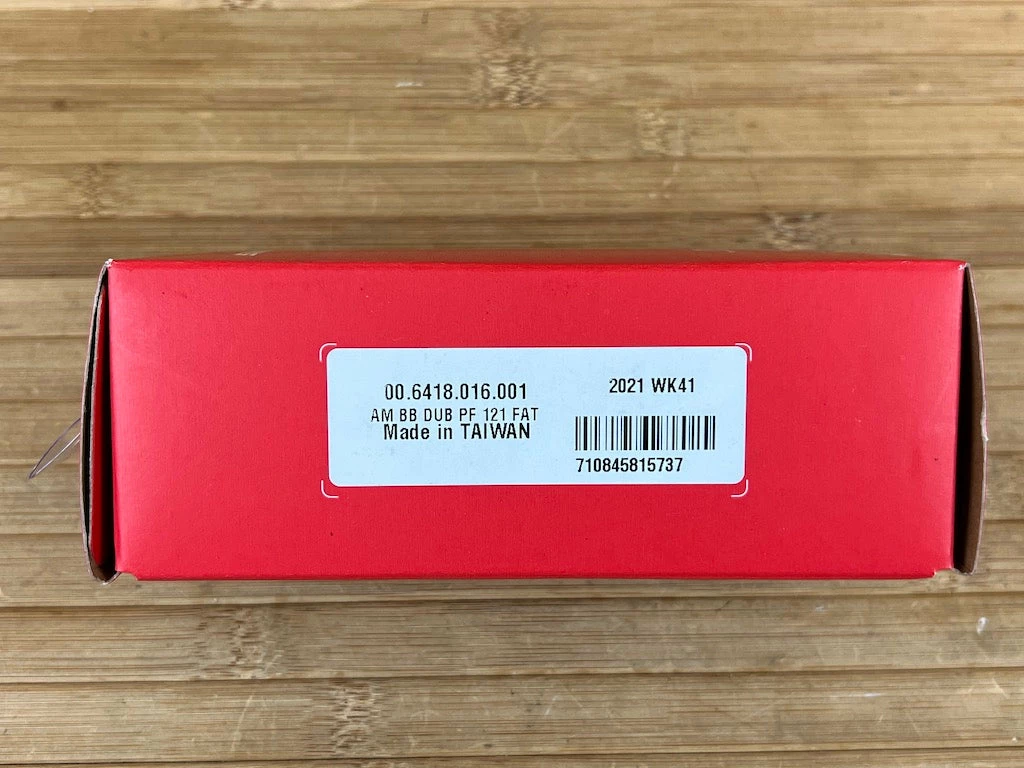 00.6418.016.001
AM BB DUB PF 121 FAT
Made in TAIWAN
2021 WK41
710845815737